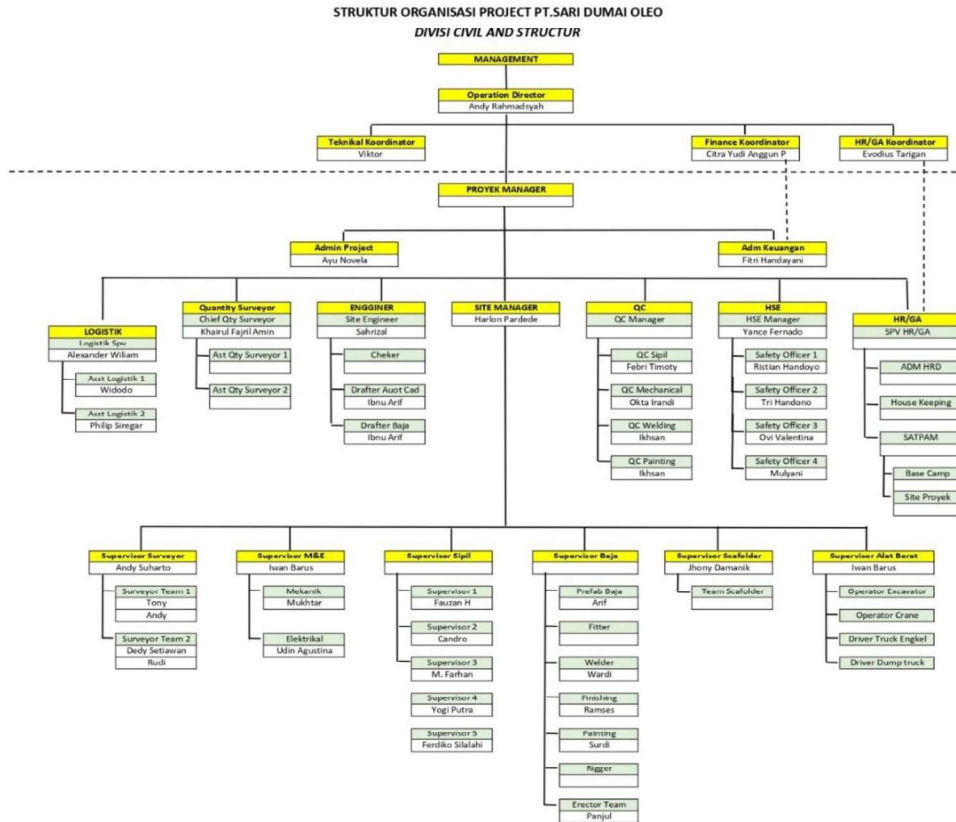 STRUKTUR ORGANISASI PROJECT PT.SARI DUMAI OLEO
DIVISI CIVIL AND STRUCTUR
MANAGEMENT
Operation Director
Andy Rahmadsyah
Teknikal Koordinator
Viktor
Finance Koordinator
Citra Yudi Anggun P
HR/GA Koordinator
Evodius Tarigan
PROYEK MANAGER
Admin Project
Ayu Novela
Adm Keuangan
Fitri Handayani
LOGISTIK
Logistik Spv
Alexander Wiliam
Asst Logistik 1
Widodo
Asst Logistik 2
Philip Siregar
Quantity Surveyor
Chief Qty Surveyor
Khairul Fajril Amin
Ast Qty Surveyor 1
Ast Qty Surveyor 2
ENGGINER
Site Engineer
Sahrizal
Cheker
Drafter Auot Cad
Ibnu Arif
Drafter Baja
Ibnu Arif
SITE MANAGER
Harlon Pardede
QC
QC Manager
QC Sipil
Febri Timoty
QC Mechanical
Okta Irandi
QC Welding
Ikhsan
QC Painting
Ikhsan
HSE
HSE Manager
Yance Fernado
Safety Officer 1
Ristian Handoyo
Safety Officer 2
Tri Handono
Safety Officer 3
Ovi Valentina
Safety Officer 4
Mulyani
HR/GA
SPV HR/GA
ADM HRD
House Keeping
SATPAM
Base Camp
Site Proyek
Supervisor Surveyor
Andy Suharto
Surveyor Team 1
Tony
Andy
Surveyor Team 2
Dedy Setiawan
Rudi
Supervisor M&E
Iwan Barus
Mekanik
Mukhtar
Elektrikal
Udin Agustina
Supervisor Sipil
Supervisor 1
Fauzan H
Supervisor 2
Candro
Supervisor 3
M. Farhan
Supervisor 4
Yogi Putra
Supervisor 5
Ferdiko Silalahi
Supervisor Baja
Prefab Baja
Arif
Fitter
Welder
Wardi
Finishing
Ramses
Painting
Surdi
Rigger
Erector Team
Panjul
Supervisor Scafolder
Jhony Damanik
Team Scafolder
Supervisor Alat Barat
Iwan Barus
Operator Excavator
Operator Crane
Driver Truck Engkel
Driver Dump truck